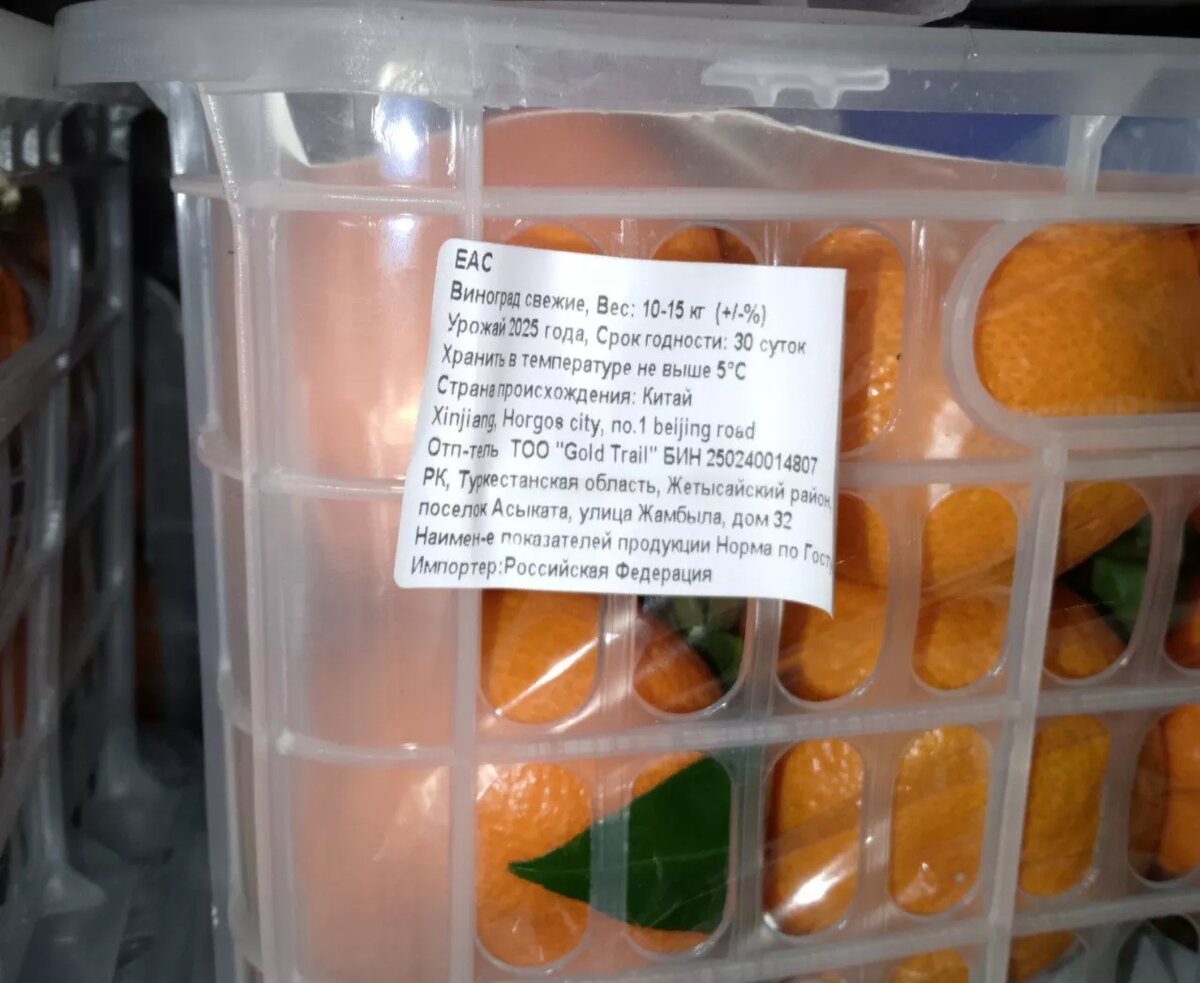 EAC
Виноград свежие, Вес: 10-15 кг (+/-%)
Урожай 2025 года, Срок годности: 30 суток
Хранить в температуре не выше 5°C
Страна происхождения: Китай
Xinjiang, Horgos city, no.1 beijing road
Отп-тель ТОО "Gold Trail" БИН 250240014807
РК, Туркестанская область, Жетысайский район,
поселок Асыката, улица Жамбыла, дом 32
Наимен-е показателей продукции Норма по Гост,
Импортер:Российская Федерация